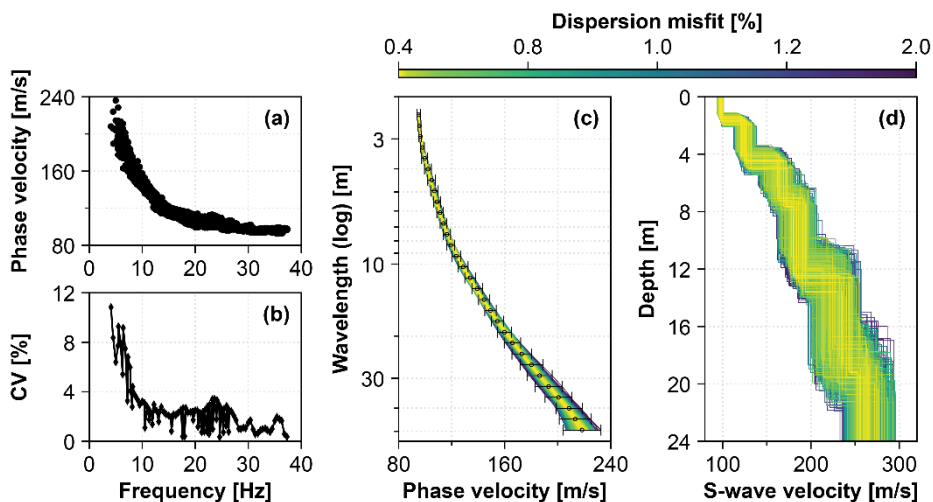 Dispersion misfit [%]
0.4 0.8 1.0 1.2 2.0
Phase velocity [m/s]
240
160
80
(a)
0 10 20 30 40
CV [%]
12
8
4
0
(b)
0 10 20 30 40
Frequency [Hz]
Wavelength (log) [m]
3
10
30
(c)
80 160 240
Phase velocity [m/s]
Depth [m]
0
4
8
12
16
20
24
(d)
100 200 300
S-wave velocity [m/s]